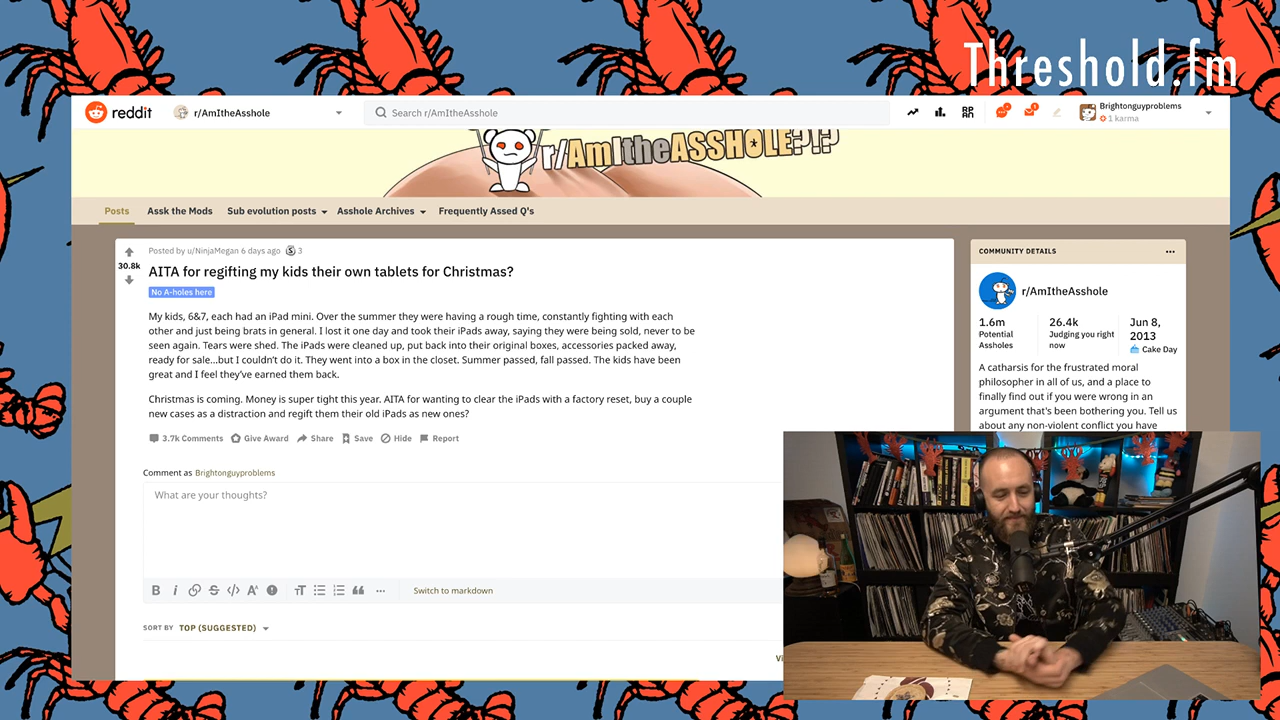 Threshold.fm
reddit
r/AmItheAsshole
Search r/AmItheAsshole
Brightonguyproblems
1 karma
r/AmItheASSHOLE?!?
Posts
Assk the Mods
Sub evolution posts
Asshole Archives
Frequently Assed Q's
Posted by u/NinjaMegan 6 days ago
S 3
30.8k
AITA for regifting my kids their own tablets for Christmas?
No A-holes here
My kids, 6&7, each had an iPad mini. Over the summer they were having a rough time, constantly fighting with each
other and just being brats in general. I lost it one day and took their iPads away, saying they were being sold, never to be
seen again. Tears were shed. The iPads were cleaned up, put back into their original boxes, accessories packed away,
ready for sale...but I couldn't do it. They went into a box in the closet. Summer passed, fall passed. The kids have been
great and I feel they've earned them back.
Christmas is coming. Money is super tight this year. AITA for wanting to clear the iPads with a factory reset, buy a couple
new cases as a distraction and regift them their old iPads as new ones?
3.7k Comments
Give Award
Share
Save
Hide
Report
Comment as Brightonguyproblems
What are your thoughts?
Switch to markdown
SORT BY TOP (SUGGESTED)
Vi
COMMUNITY DETAILS
r/AmItheAsshole
1.6m
Potential
Assholes
26.4k
Judging you right
now
Jun 8,
2013
Cake Day
A catharsis for the frustrated moral
philosopher in all of us, and a place to
finally find out if you were wrong in an
argument that's been bothering you. Tell us
about any non-violent conflict you have